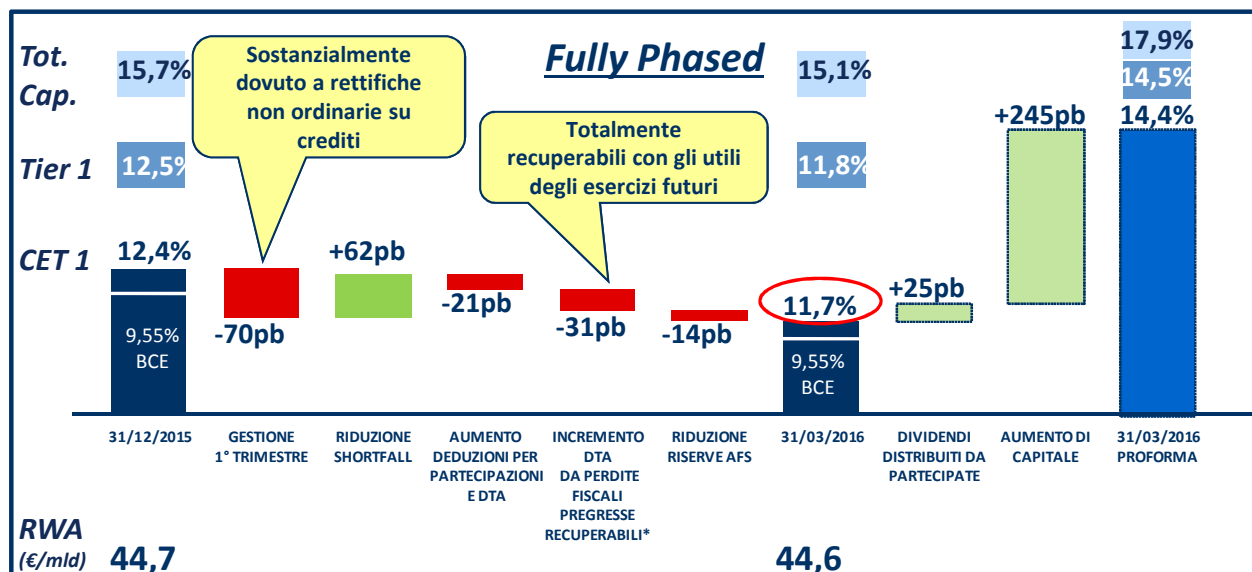 Fully Phased
Tot.
Cap.
15,7%
15,1%
17,9%
Tier 1
12,5%
11,8%
14,5%
CET 1
12,4%
9,55%
BCE
Sostanzialmente
dovuto a rettifiche
non ordinarie su
crediti
-70pb
+62pb
-21pb
Totalmente
recuperabili con gli utili
degli esercizi futuri
-31pb
-14pb
11,7%
9,55%
BCE
+25pb
+245pb
14,4%
31/12/2015
GESTIONE
1° TRIMESTRE
RIDUZIONE
SHORTFALL
AUMENTO
DEDUZIONI PER
PARTECIPAZIONI
E DTA
INCREMENTO
DTA
DA PERDITE
FISCALI
PREGRESSE
RECUPERABILI*
RIDUZIONE
RISERVE AFS
31/03/2016
DIVIDENDI
DISTRIBUITI DA
PARTECIPATE
AUMENTO DI
CAPITALE
31/03/2016
PROFORMA
RWA
(€/mld)
44,7
44,6